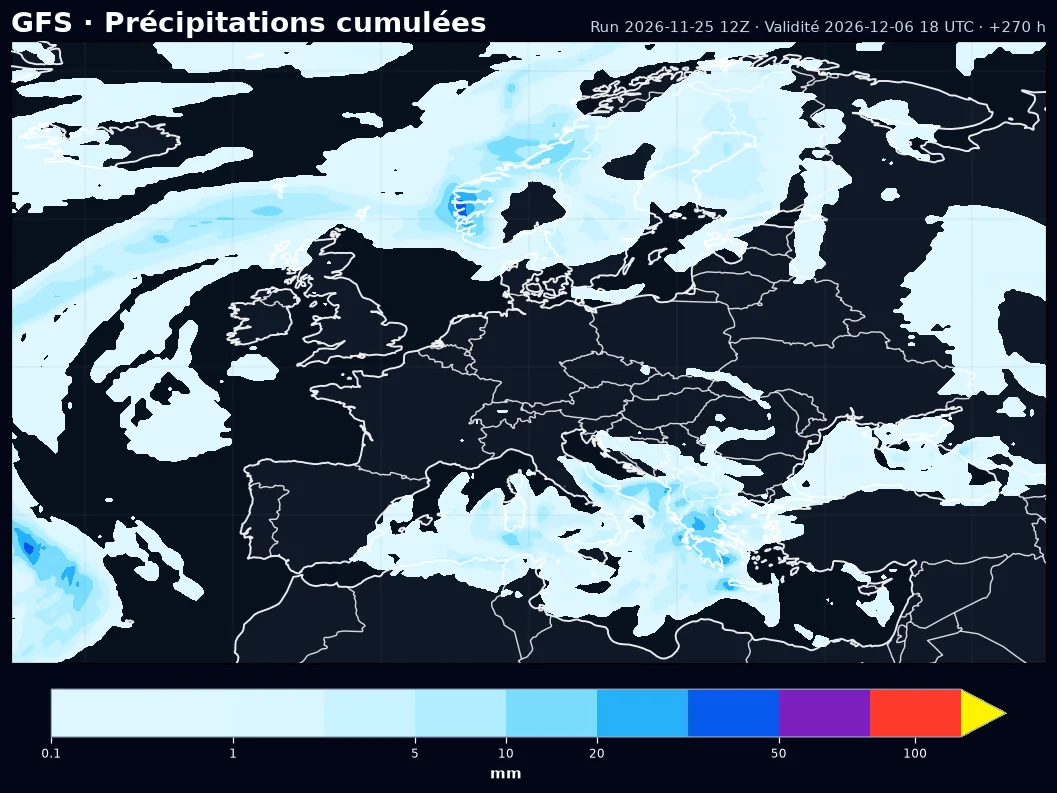 GFS · Précipitations cumulées
Run 2026-11-25 12Z · Validité 2026-12-06 18 UTC · +270 h
0.1 1 5 10 20 50 100
mm